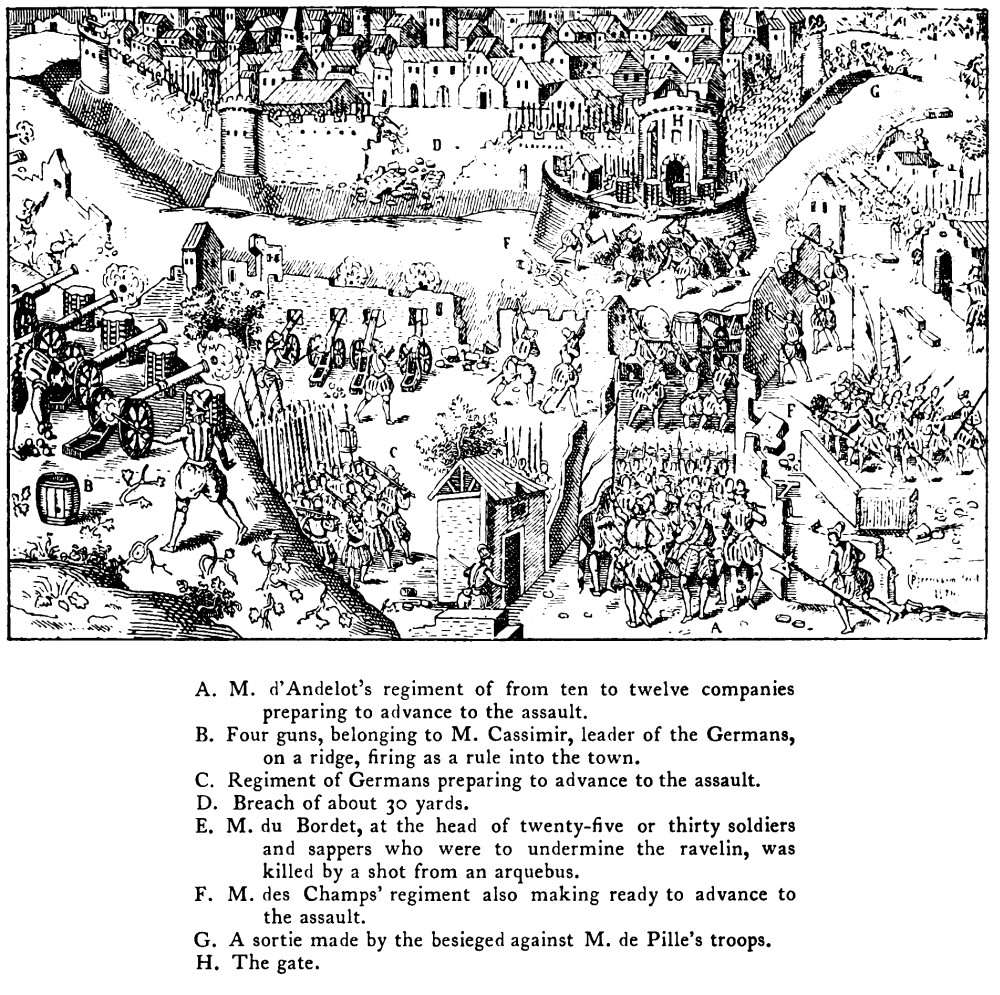 G
H
D
F
C
F
B
A
A. M. d'Andelot's regiment of from ten to twelve companies
preparing to advance to the assault.
B. Four guns, belonging to M. Cassimir, leader of the Germans,
on a ridge, firing as a rule into the town.
C. Regiment of Germans preparing to advance to the assault.
D. Breach of about 30 yards.
E. M. du Bordet, at the head of twenty-five or thirty soldiers
and sappers who were to undermine the ravelin, was
killed by a shot from an arquebus.
F. M. des Champs' regiment also making ready to advance to
the assault.
G. A sortie made by the besieged against M. de Pille's troops.
H. The gate.